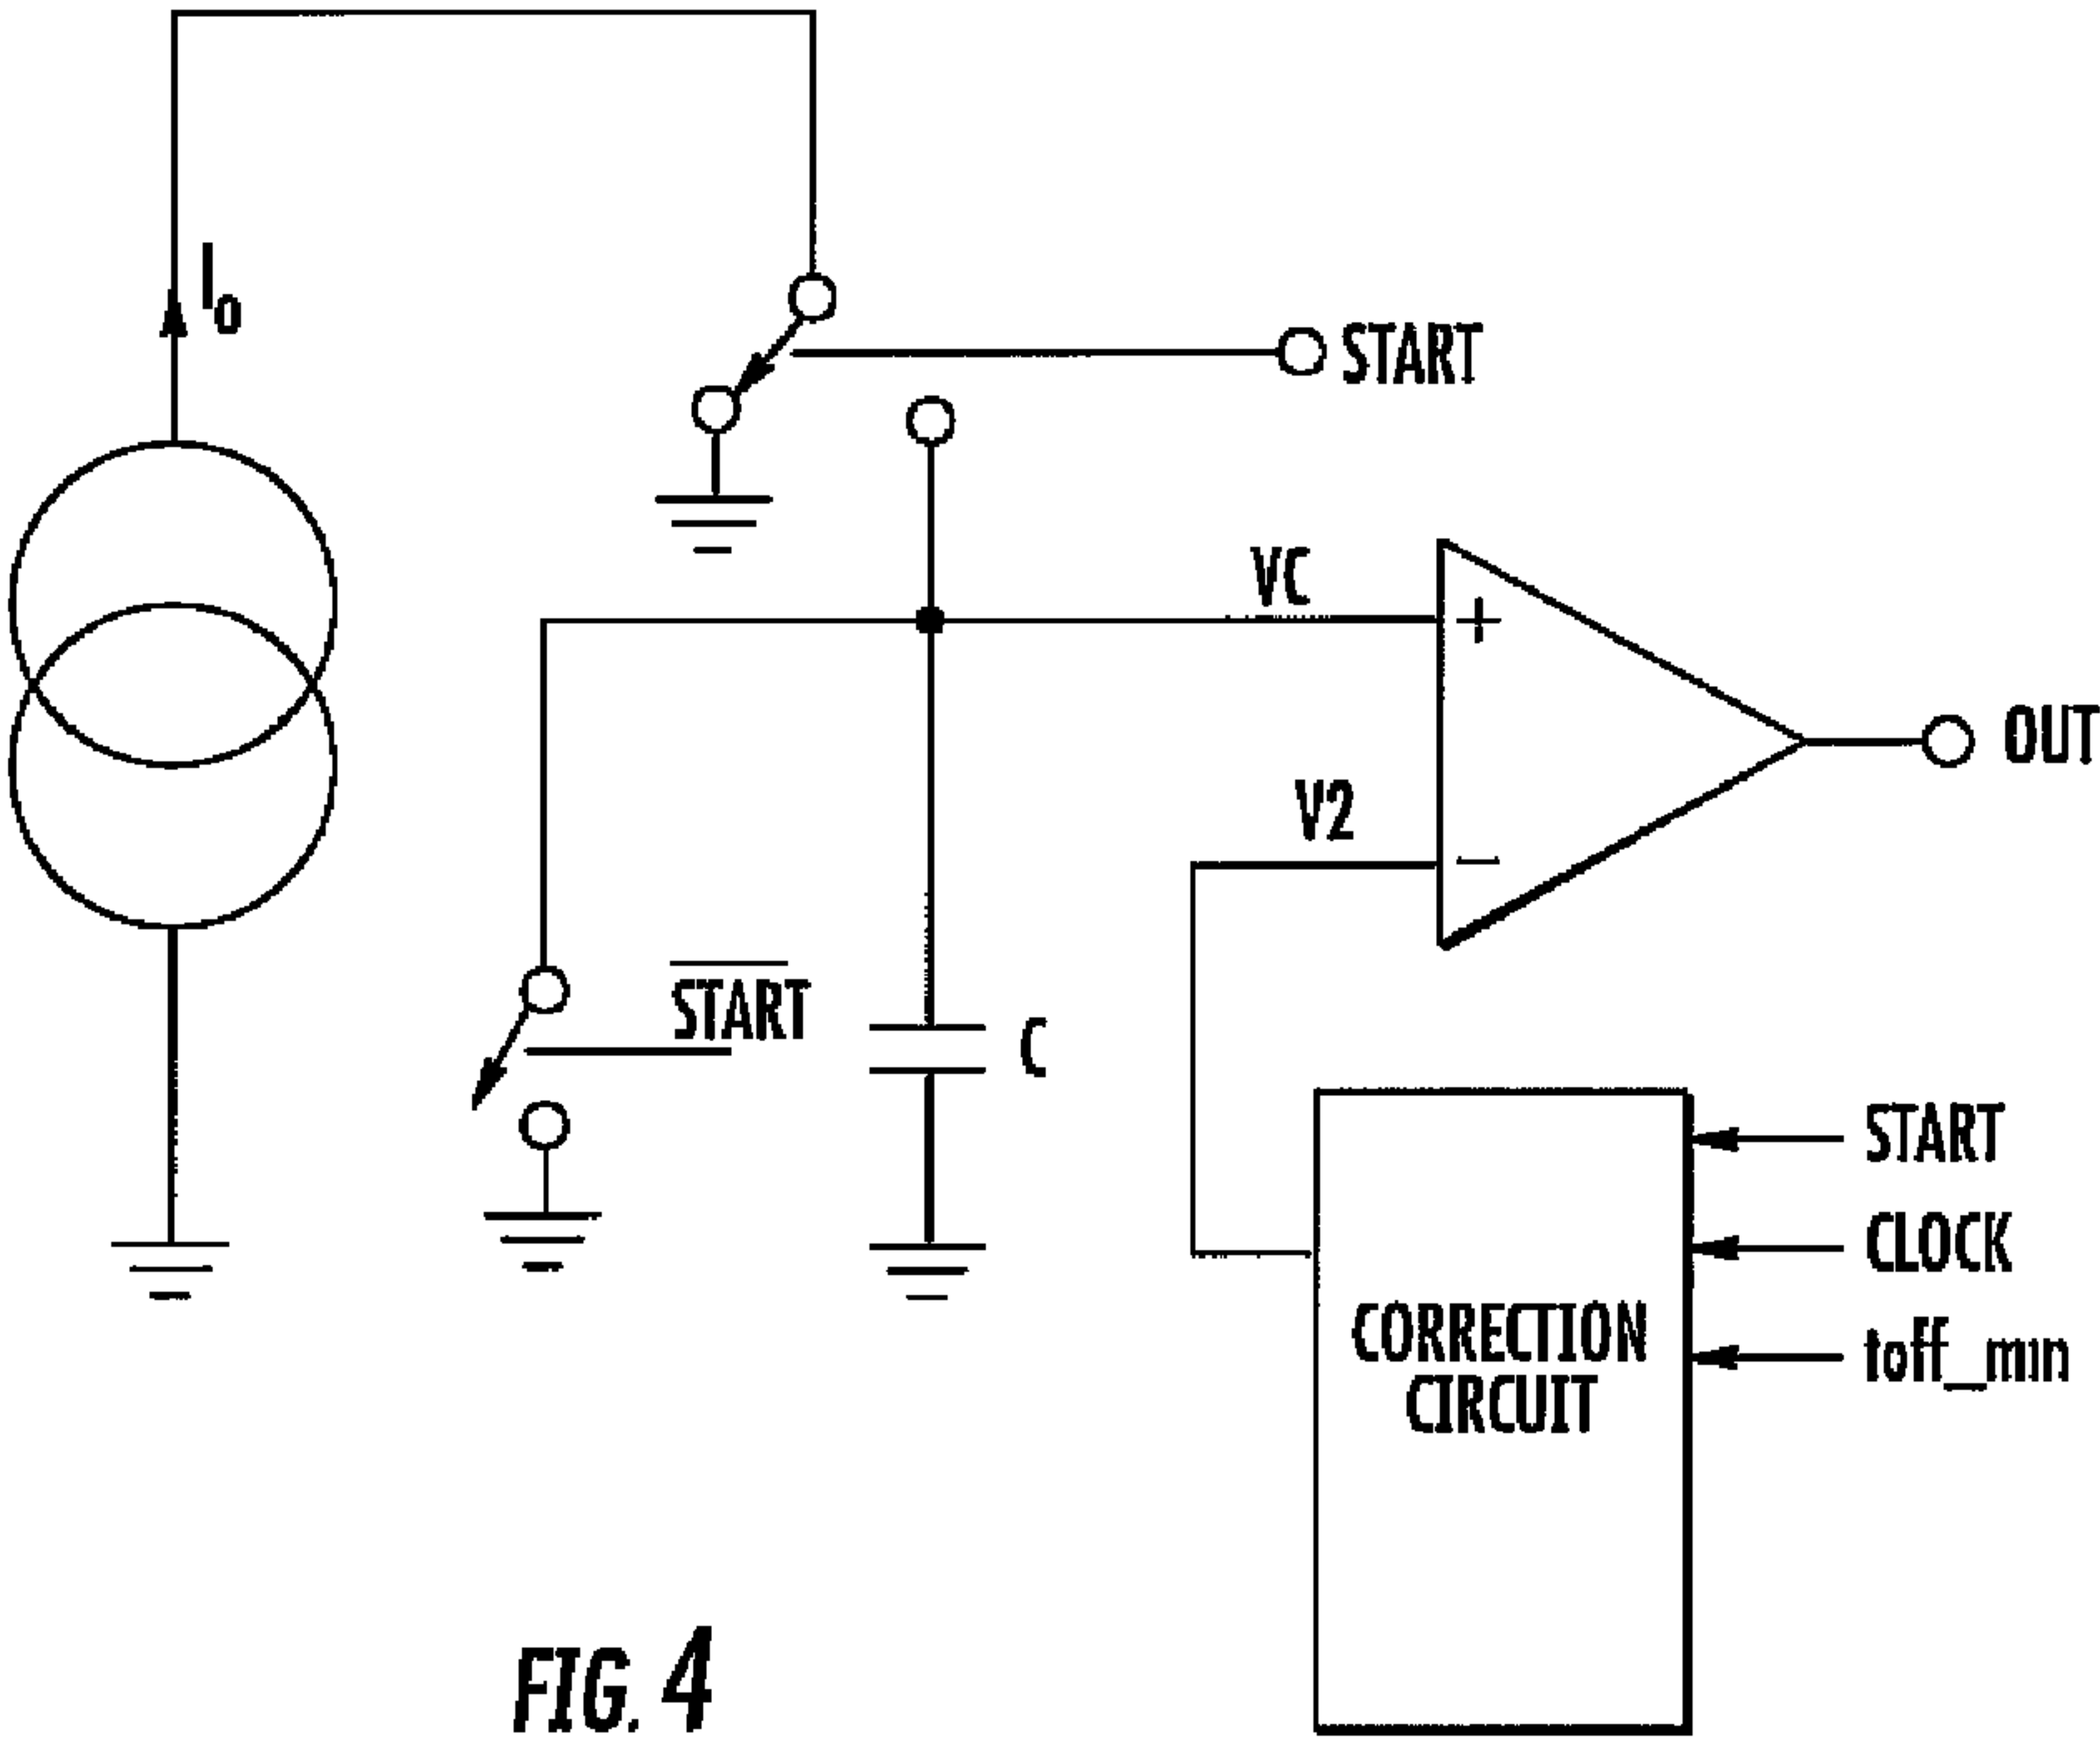 I0
START
VC
OUT
V2
START
C
START
CLOCK
toff_min
CORRECTION
CIRCUIT
FIG. 4